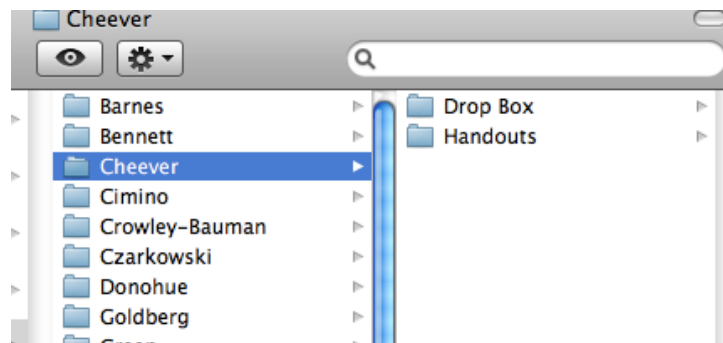 Cheever
Barnes
Bennett
Cheever
Cimino
Crowley-Bauman
Czarkowski
Donohue
Goldberg
Drop Box
Handouts